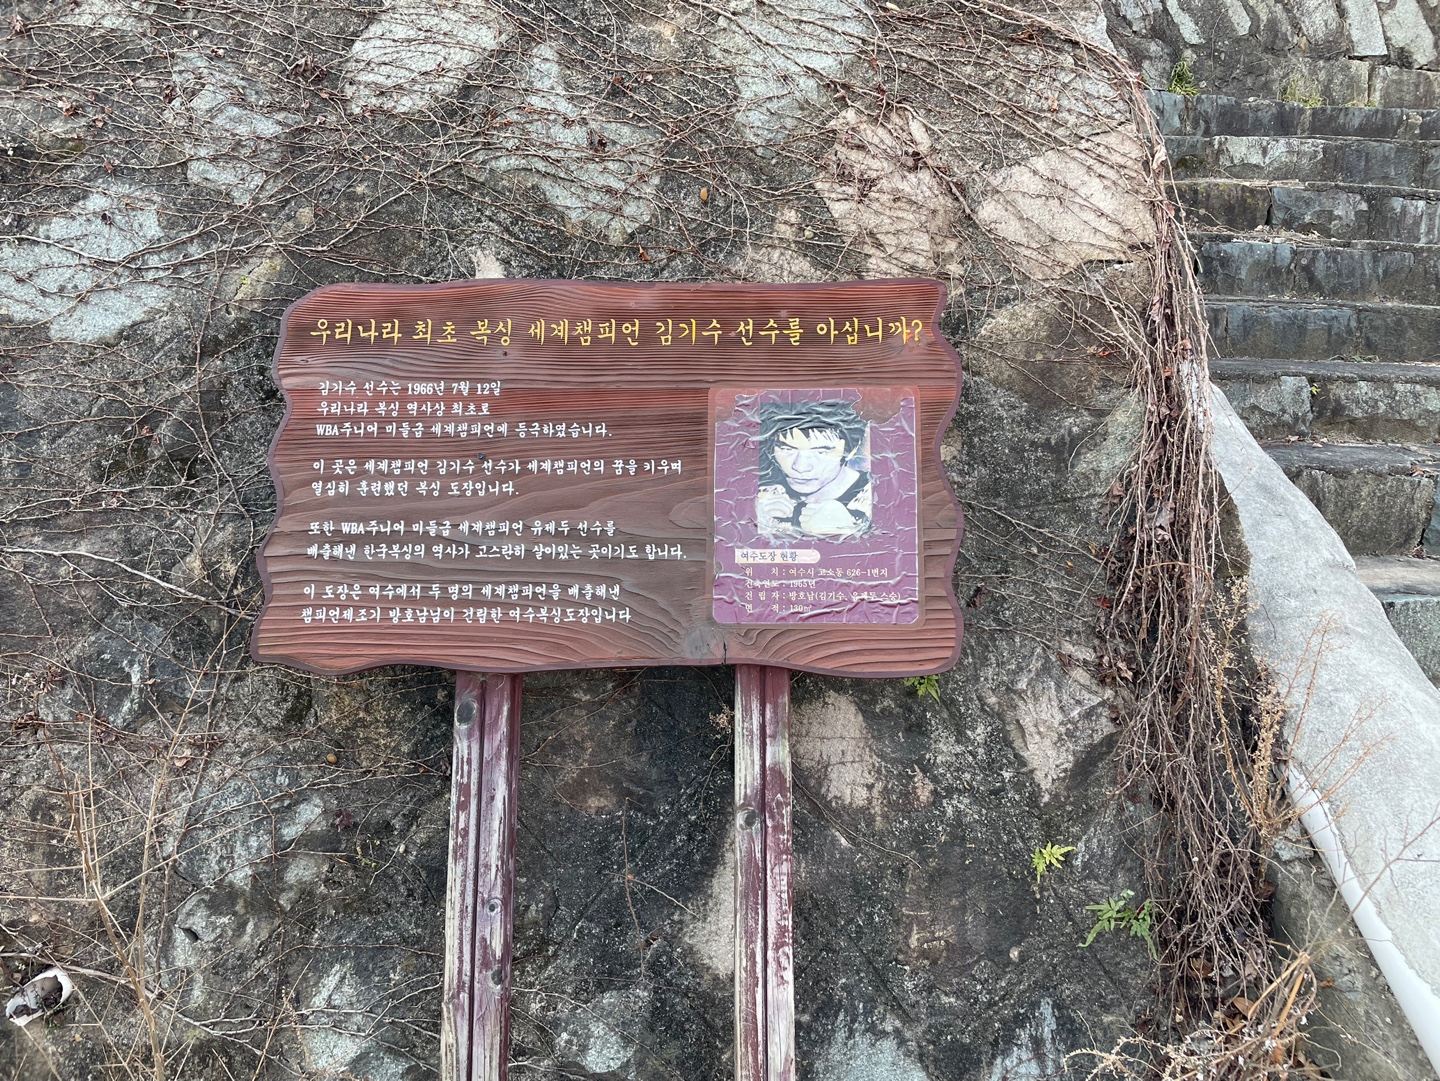 우리나라 최초 복싱 세계챔피언 김기수 선수를 아십니까?
김기수 선수는 1966년 7월 12일
우리나라 복싱 역사상 최초로
WBA주니어 미들급 세계챔피언에 등극하였습니다.
이 곳은 세계챔피언 김기수 선수가 세계챔피언의 꿈을 키우며
열심히 훈련했던 복싱 도장입니다.
또한 WBA주니어 미들급 세계챔피언 유제두 선수를
배출해낸 한국복싱의 역사가 고스란히 살아있는 곳이기도 합니다.
이 도장은 여수에서 두 명의 세계챔피언을 배출해낸
챔피언제조기 방호남님이 건립한 여수복싱도장입니다
여수도장 현황
위 치 : 여수시 고소동 626-1번지
건축연도 : 1965년
건 립 자 : 방호남(김기수, 유제두 스승)
면 적 : 130㎡